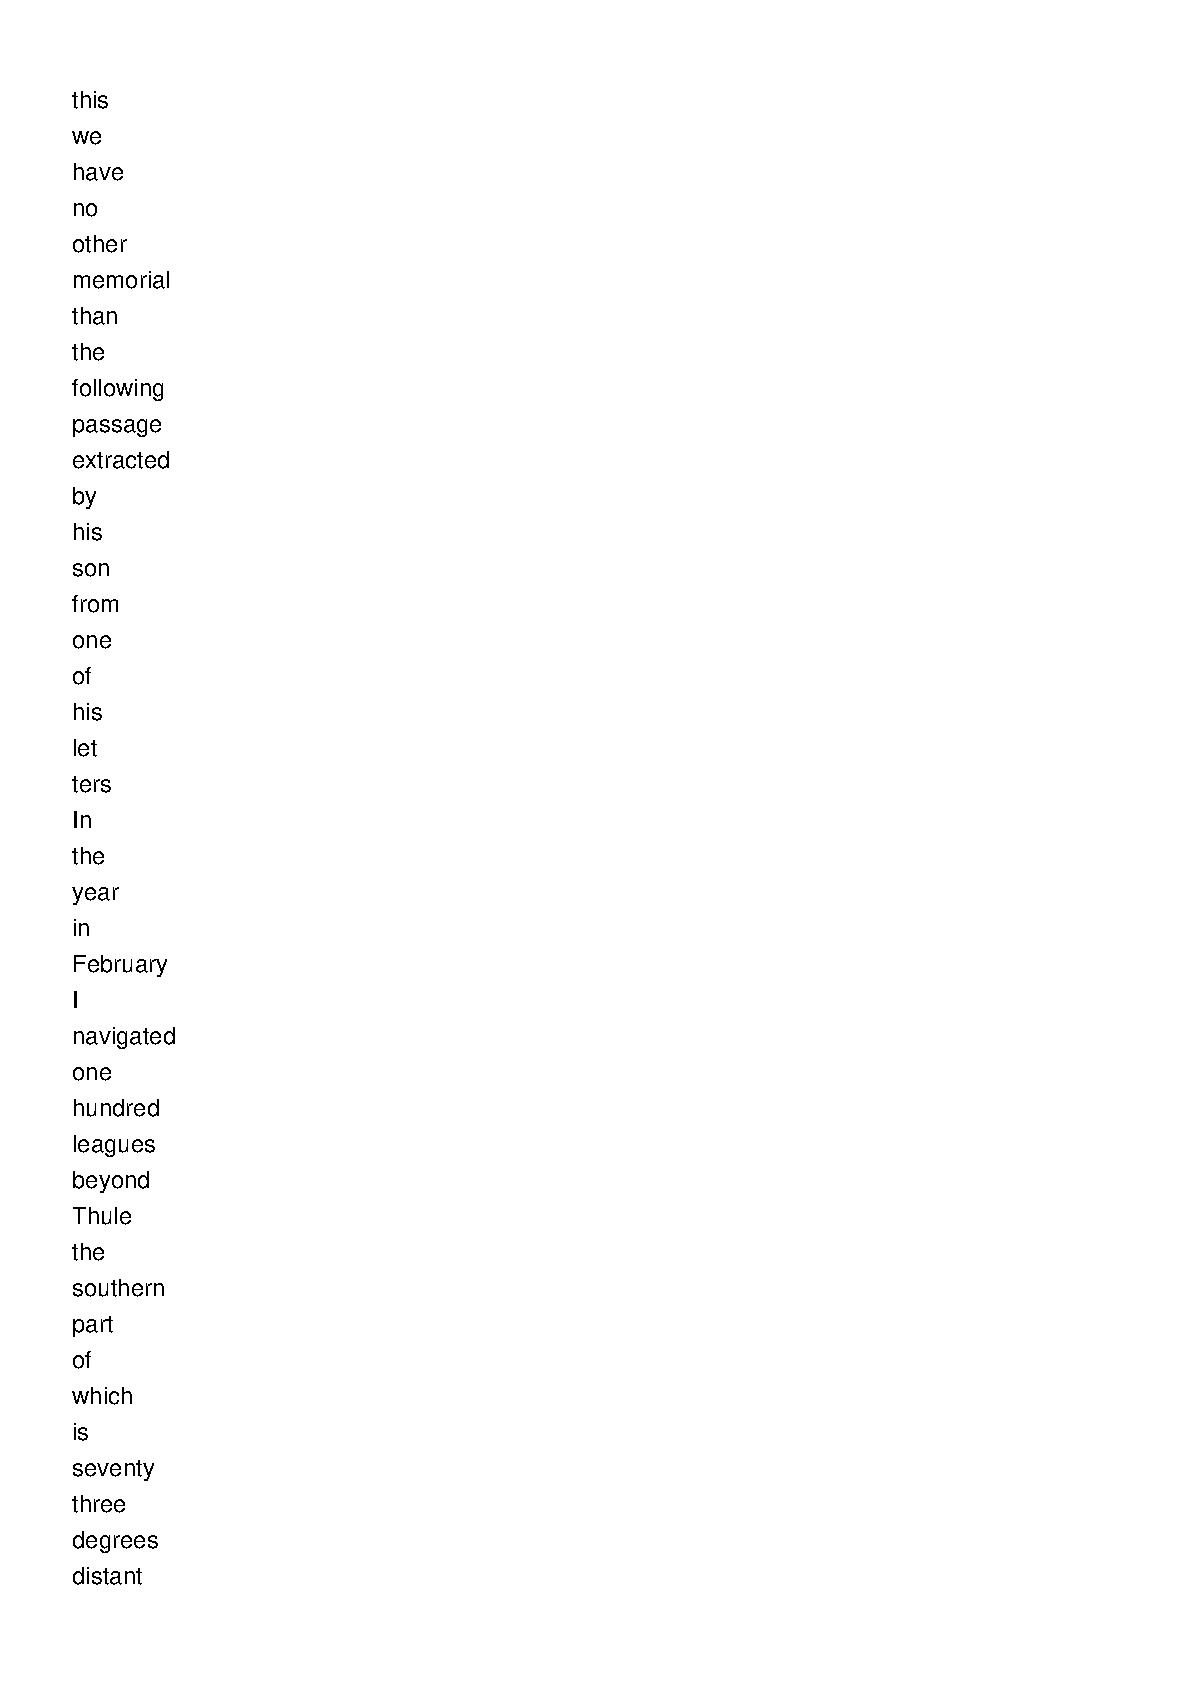 this
we
have
no
other
memorial
than
the
following
passage
extracted
by
his
son
from
one
of
his
let
ters
In
the
year
in
February
I
navigated
one
hundred
leagues
beyond
Thule
the
southern
part
of
which
is
seventy
three
degrees
distant